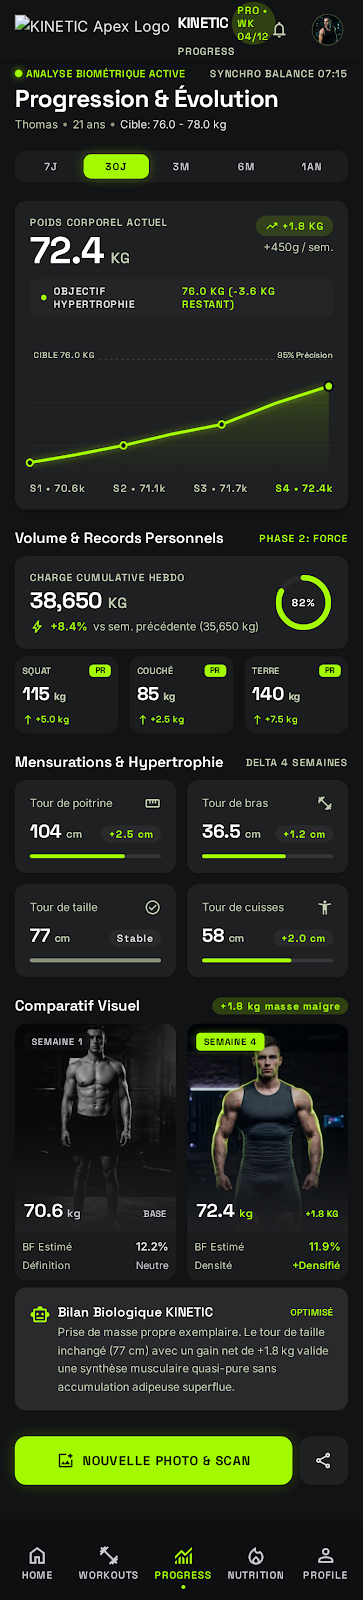 KINETIC Apex Logo
KINETIC
PRO •
WK
04/12
PROGRESS
ANALYSE BIOMÉTRIQUE ACTIVE
SYNCHRO BALANCE 07:15
Progression & Évolution
Thomas • 21 ans • Cible: 76.0 - 78.0 kg
7J
30J
3M
6M
1AN
POIDS CORPOREL ACTUEL
+1.8 KG
72.4 KG
+450g / sem.
OBJECTIF
HYPERTROPHIE
76.0 KG (-3.6 KG
RESTANT)
CIBLE 76.0 KG
95% Précision
S1 • 70.6k
S2 • 71.1k
S3 • 71.7k
S4 • 72.4k
Volume & Records Personnels
PHASE 2: FORCE
CHARGE CUMULATIVE HEBDO
38,650 KG
+8.4% vs sem. précédente (35,650 kg)
82%
SQUAT
PR
115 kg
+5.0 kg
COUCHÉ
PR
85 kg
+2.5 kg
TERRE
PR
140 kg
+7.5 kg
Mensurations & Hypertrophie
DELTA 4 SEMAINES
Tour de poitrine
104 cm
+2.5 cm
Tour de bras
36.5 cm
+1.2 cm
Tour de taille
77 cm
Stable
Tour de cuisses
58 cm
+2.0 cm
Comparatif Visuel
+1.8 kg masse maigre
SEMAINE 1
70.6 kg
BASE
BF Estimé
12.2%
Définition
Neutre
SEMAINE 4
72.4 kg
+1.8 KG
BF Estimé
11.9%
Densité
+Densifié
Bilan Biologique KINETIC
OPTIMISÉ
Prise de masse propre exemplaire. Le tour de taille
inchangé (77 cm) avec un gain net de +1.8 kg valide
une synthèse musculaire quasi-pure sans
accumulation adipeuse superflue.
NOUVELLE PHOTO & SCAN
HOME
WORKOUTS
PROGRESS
NUTRITION
PROFILE